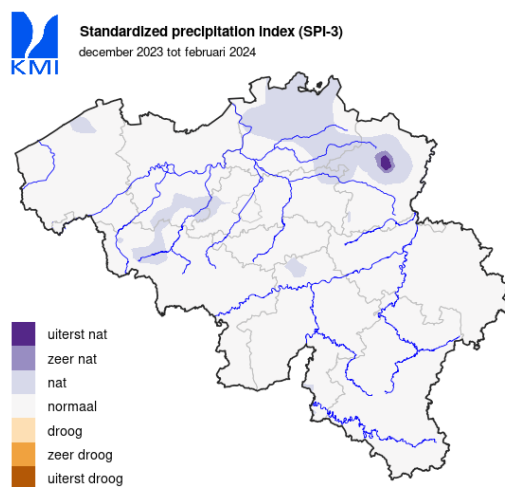 Standardized precipitation index (SPI-3)
december 2023 tot februari 2024
KMI
uiterst nat
zeer nat
nat
normaal
droog
zeer droog
uiterst droog